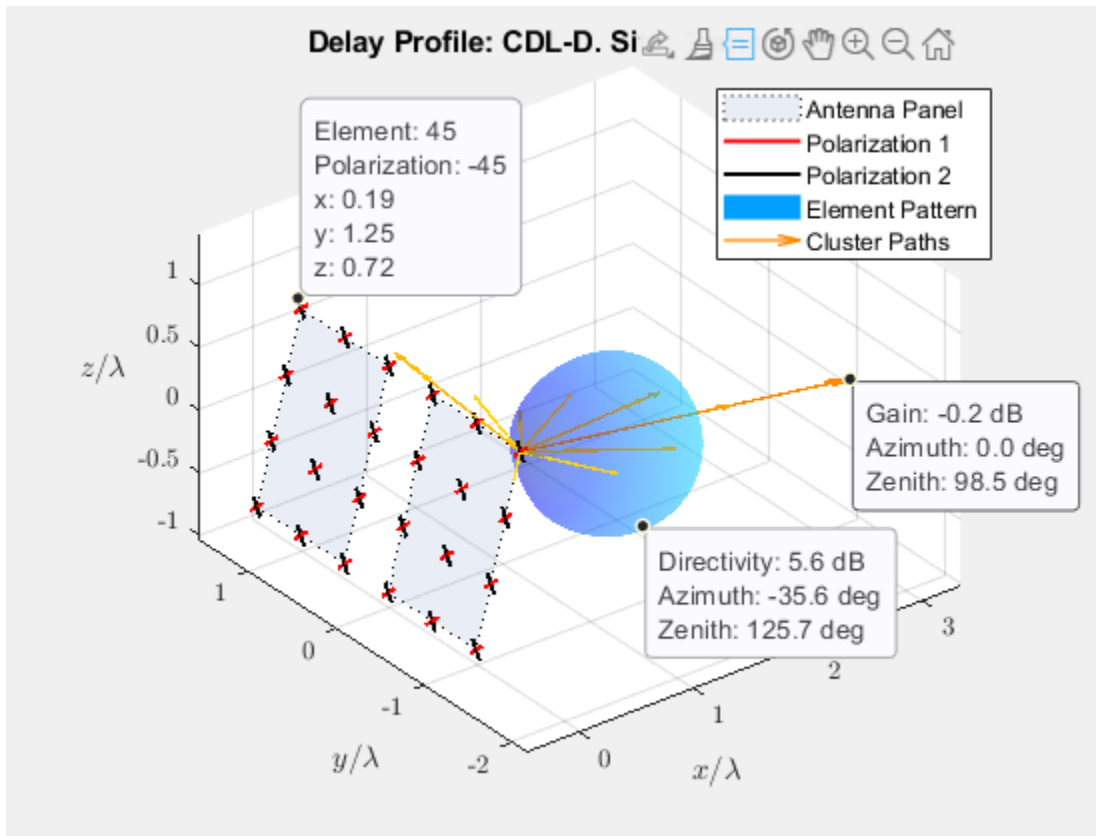 Delay Profile: CDL-D. Si
Element: 45
Polarization: -45
x: 0.19
y: 1.25
z: 0.72
Antenna Panel
Polarization 1
Polarization 2
Element Pattern
Cluster Paths
1
0.5
0
-0.5
-1
z/λ
Gain: -0.2 dB
Azimuth: 0.0 deg
Zenith: 98.5 deg
Directivity: 5.6 dB
Azimuth: -35.6 deg
Zenith: 125.7 deg
1
0
-1
-2
y/λ
0
1
2
3
x/λ